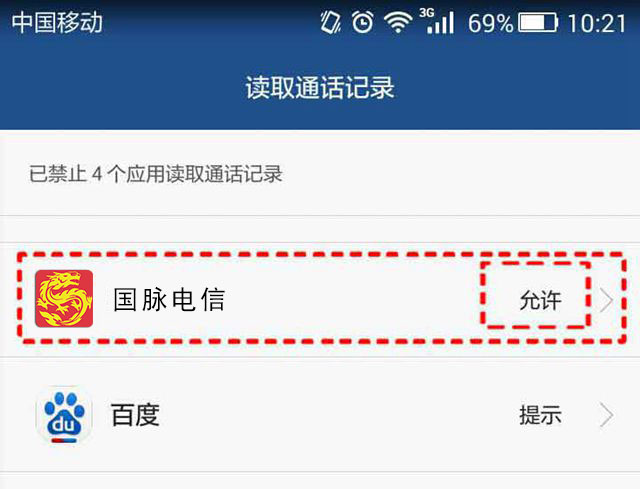 中国移动 3G 69% 10:21
读取通话记录
已禁止 4 个应用读取通话记录
国脉电信 允许
du 百度 提示